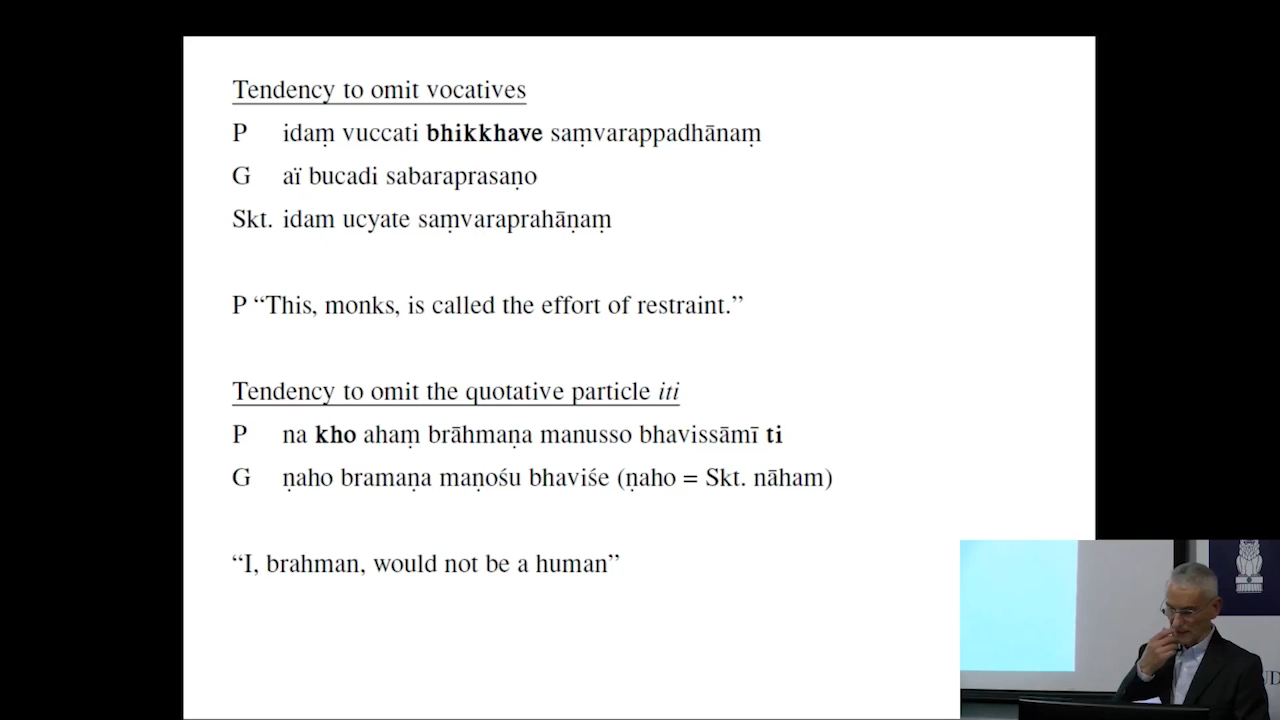 Tendency to omit vocatives
P idaṃ vuccati bhikkhave saṃvarappadhānaṃ
G aï bucadi sabaraprasaṇo
Skt. idam ucyate saṃvaraprahāṇaṃ
P “This, monks, is called the effort of restraint.”
Tendency to omit the quotative particle iti
P na kho ahaṃ brāhmaṇa manusso bhavissāmī ti
G ṇaho bramaṇa maṇośu bhaviśe (ṇaho = Skt. nāham)
“I, brahman, would not be a human”